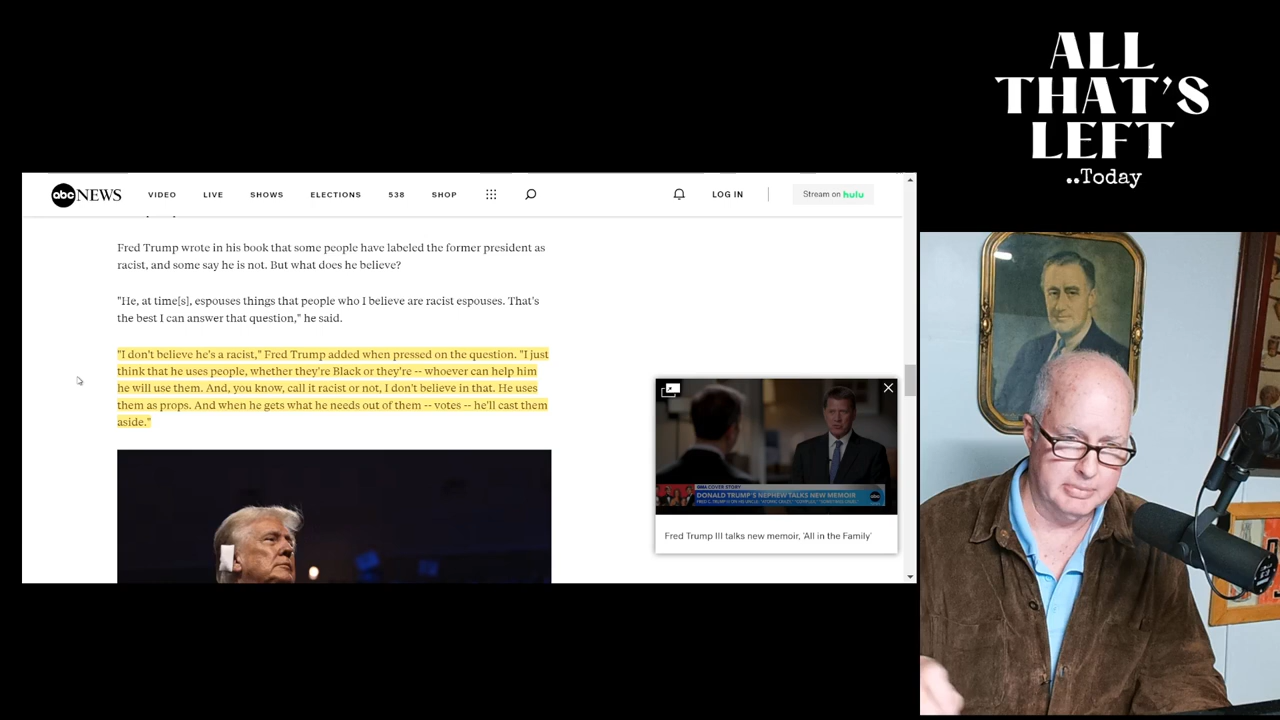 ALL
THAT'S
LEFT
..Today
abc NEWS VIDEO LIVE SHOWS ELECTIONS 538 SHOP LOG IN Stream on hulu
Fred Trump wrote in his book that some people have labeled the former president as
racist, and some say he is not. But what does he believe?
"He, at time[s], espouses things that people who I believe are racist espouses. That's
the best I can answer that question," he said.
"I don't believe he's a racist," Fred Trump added when pressed on the question. "I just
think that he uses people, whether they're Black or they're -- whoever can help him
he will use them. And, you know, call it racist or not, I don't believe in that. He uses
them as props. And when he gets what he needs out of them -- votes -- he'll cast them
aside."
GMA COVER STORY
DONALD TRUMP'S NEPHEW TALKS NEW MEMOIR
abc
Fred Trump III talks new memoir, 'All in the Family'